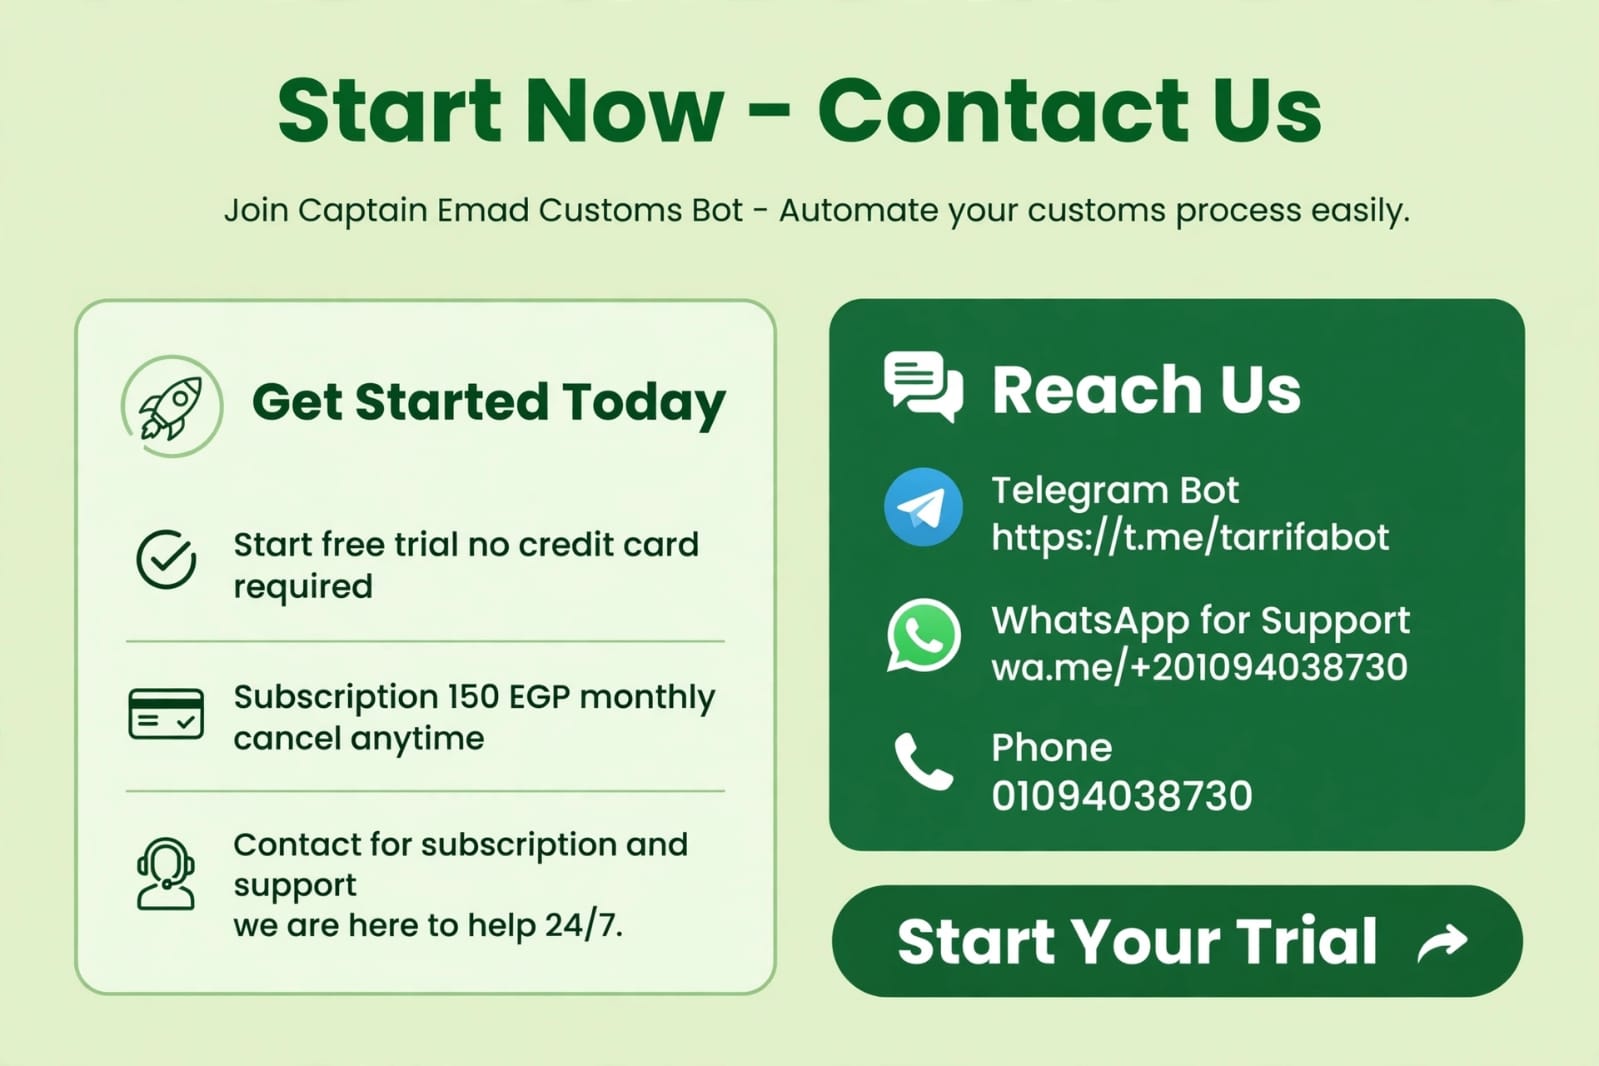 Start Now - Contact Us
Join Captain Emad Customs Bot - Automate your customs process easily.
Get Started Today
Start free trial no credit card
required
Subscription 150 EGP monthly
cancel anytime
Contact for subscription and
support
we are here to help 24/7.
Reach Us
Telegram Bot
https://t.me/tarrifabot
WhatsApp for Support
wa.me/+201094038730
Phone
01094038730
Start Your Trial